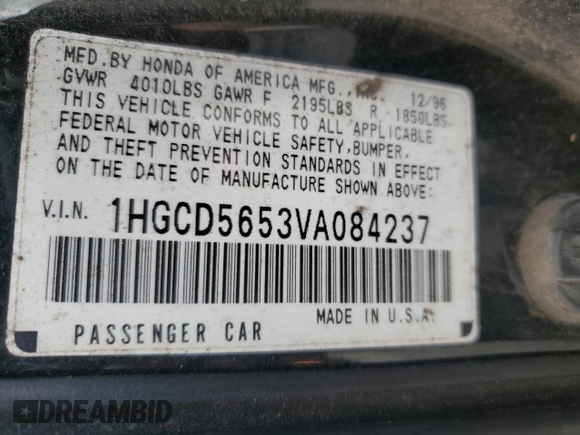 MFD. BY HONDA OF AMERICA MFG.,
12/96
GVWR 4010LBS GAWR F 2195LBS R 1850LBS
THIS VEHICLE CONFORMS TO ALL APPLICABLE
FEDERAL MOTOR VEHICLE SAFETY, BUMPER,
AND THEFT PREVENTION STANDARDS IN EFFECT
ON THE DATE OF MANUFACTURE SHOWN ABOVE:
V.I.N. 1HGCD5653VA084237
PASSENGER CAR MADE IN U.S.A.
DREAMBID